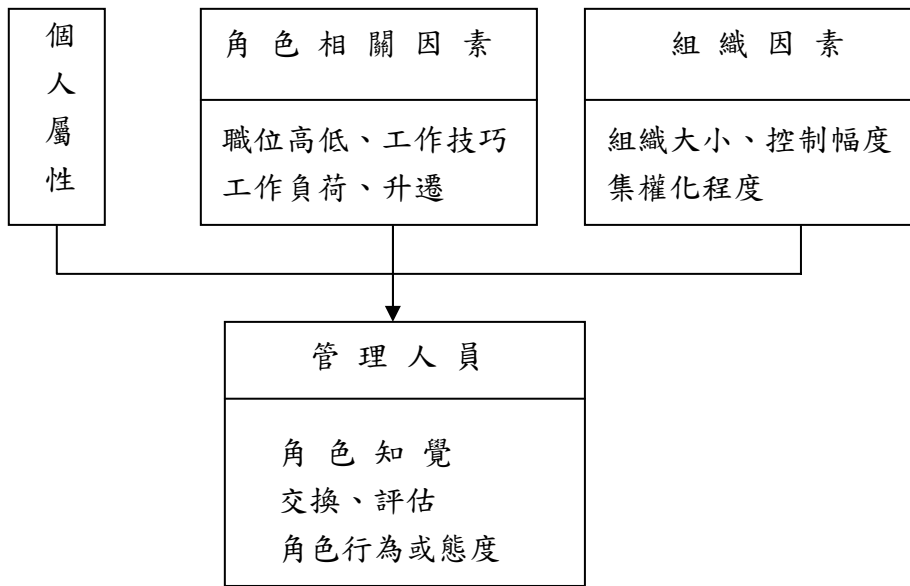 個人屬性
角色相關因素
職位高低、工作技巧
工作負荷、升遷
組織因素
組織大小、控制幅度
集權化程度
管理人員
角色知覺
交換、評估
角色行為或態度